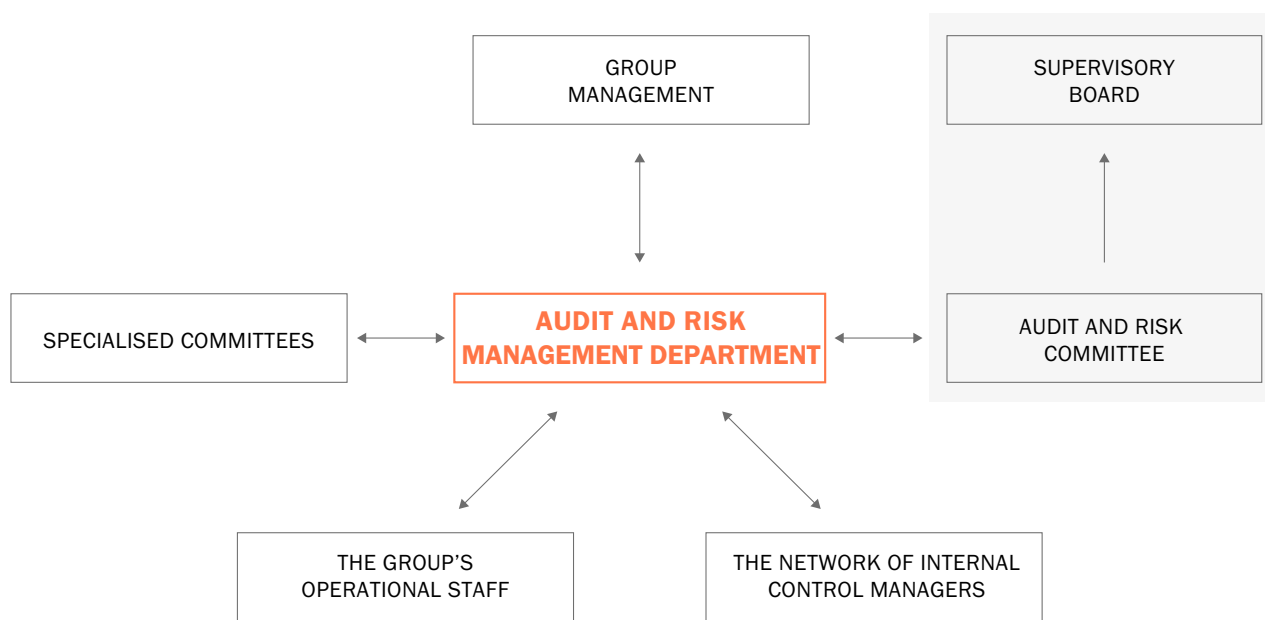 GROUP
MANAGEMENT
SUPERVISORY
BOARD
SPECIALISED COMMITTEES
AUDIT AND RISK
MANAGEMENT DEPARTMENT
AUDIT AND RISK
COMMITTEE
THE GROUP’S
OPERATIONAL STAFF
THE NETWORK OF INTERNAL
CONTROL MANAGERS